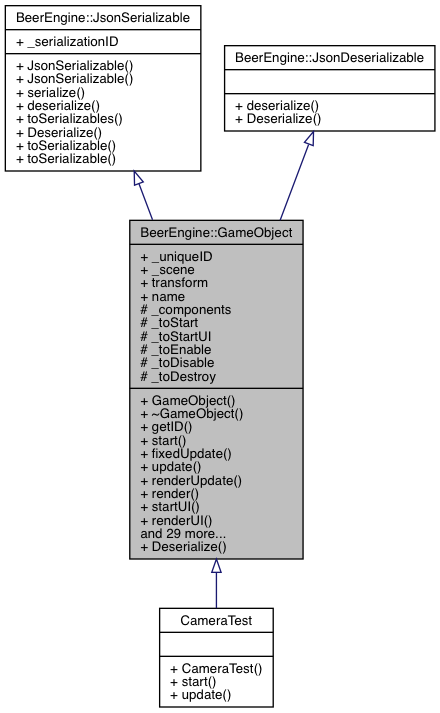 BeerEngine::JsonSerializable
+ _serializationID
+ JsonSerializable()
+ JsonSerializable()
+ serialize()
+ deserialize()
+ toSerializables()
+ Deserialize()
+ toSerializable()
+ toSerializable()
BeerEngine::JsonDeserializable
+ deserialize()
+ Deserialize()
BeerEngine::GameObject
+ _uniqueID
+ _scene
+ transform
+ name
# _components
# _toStart
# _toStartUI
# _toEnable
# _toDisable
# _toDestroy
+ GameObject()
+ ~GameObject()
+ getID()
+ start()
+ fixedUpdate()
+ update()
+ renderUpdate()
+ render()
+ startUI()
+ renderUI()
and 29 more...
+ Deserialize()
CameraTest
+ CameraTest()
+ start()
+ update()